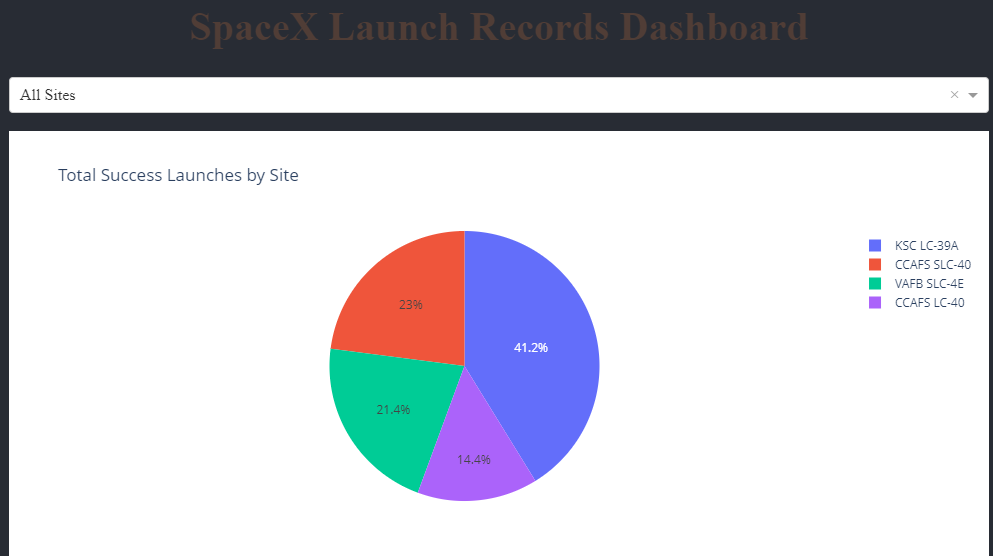 SpaceX Launch Records Dashboard
All Sites
Total Success Launches by Site
KSC LC-39A
CCAFS SLC-40
VAFB SLC-4E
CCAFS LC-40
23%
41.2%
21.4%
14.4%